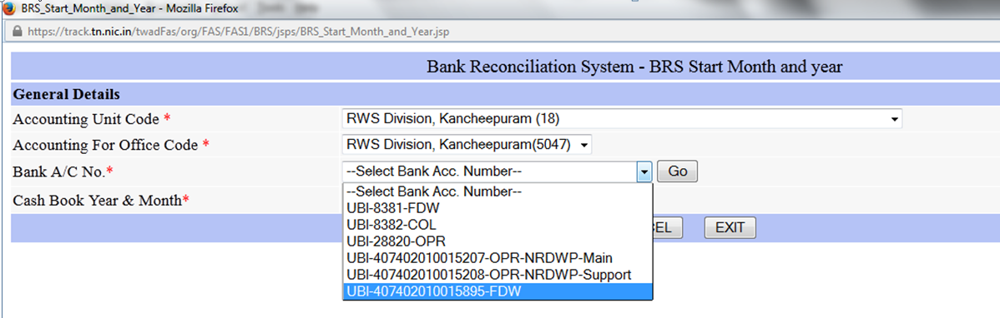 BRS_Start_Month_and_Year - Mozilla Firefox
https://track.tn.nic.in/twadFas/org/FAS/FAS1/BRS/jsps/BRS_Start_Month_and_Year.jsp
Bank Reconciliation System - BRS Start Month and year
General Details
Accounting Unit Code * RWS Division, Kancheepuram (18)
Accounting For Office Code * RWS Division, Kancheepuram(5047)
Bank A/C No.* --Select Bank Acc. Number-- Go
--Select Bank Acc. Number--
Cash Book Year & Month*
UBI-8381-FDW
UBI-8382-COL
EL EXIT
UBI-28820-OPR
UBI-407402010015207-OPR-NRDWP-Main
UBI-407402010015208-OPR-NRDWP-Support
UBI-407402010015895-FDW